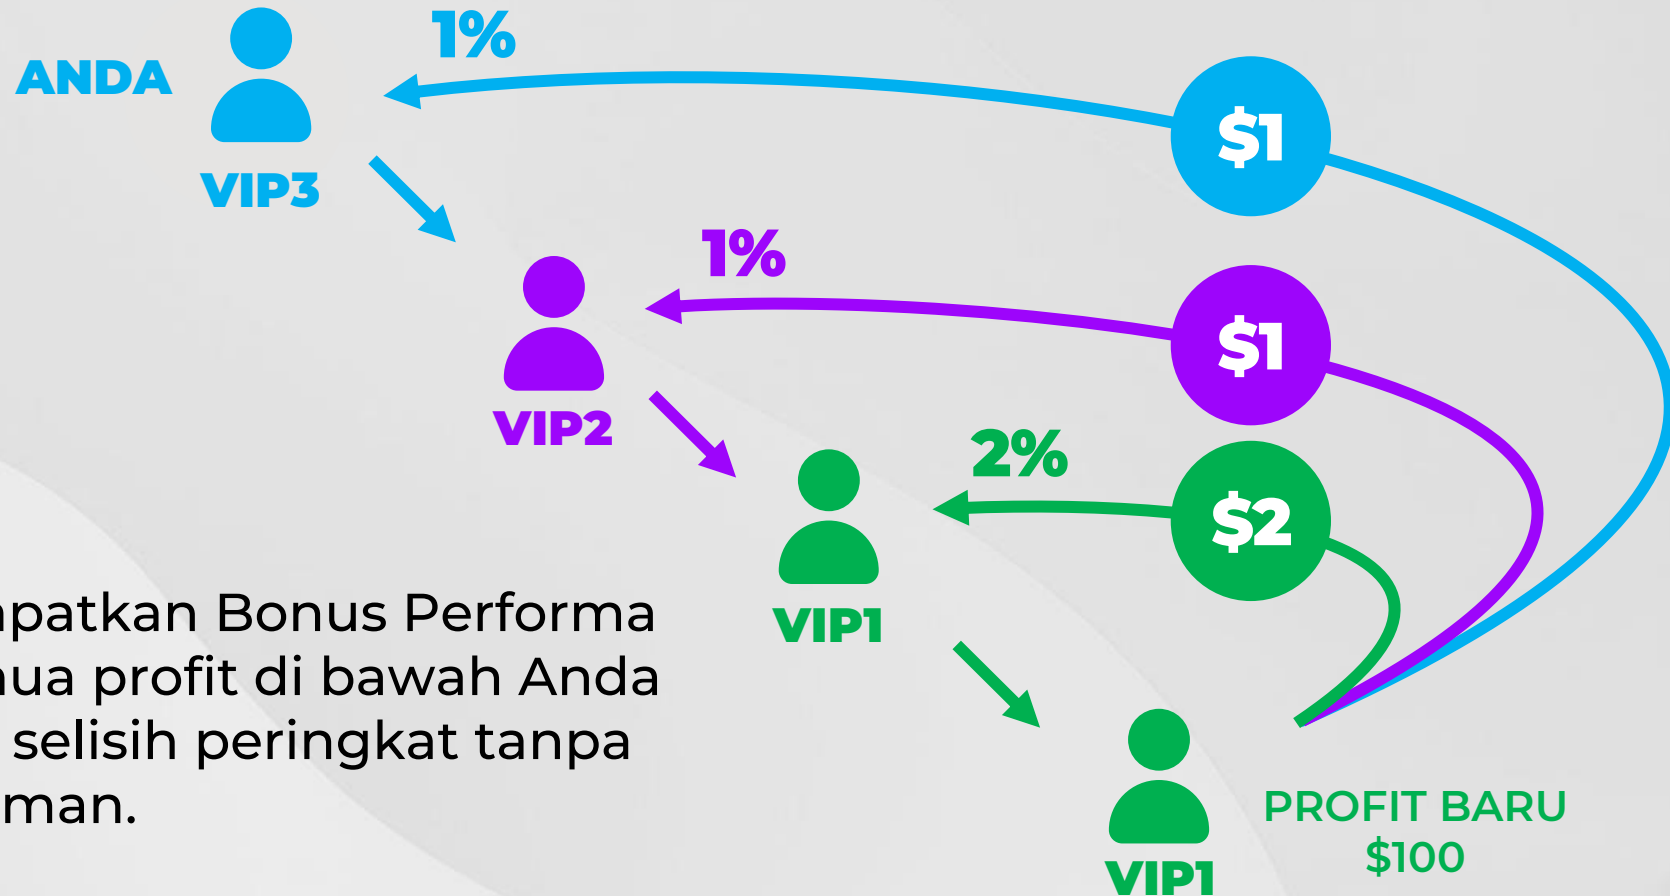 1%
ANDA
$1
VIP3
1%
$1
VIP2
2%
$2
patkan Bonus Performa
ua profit di bawah Anda
selisih peringkat tanpa
man.
VIP1
PROFIT BARU
$100
VIP1